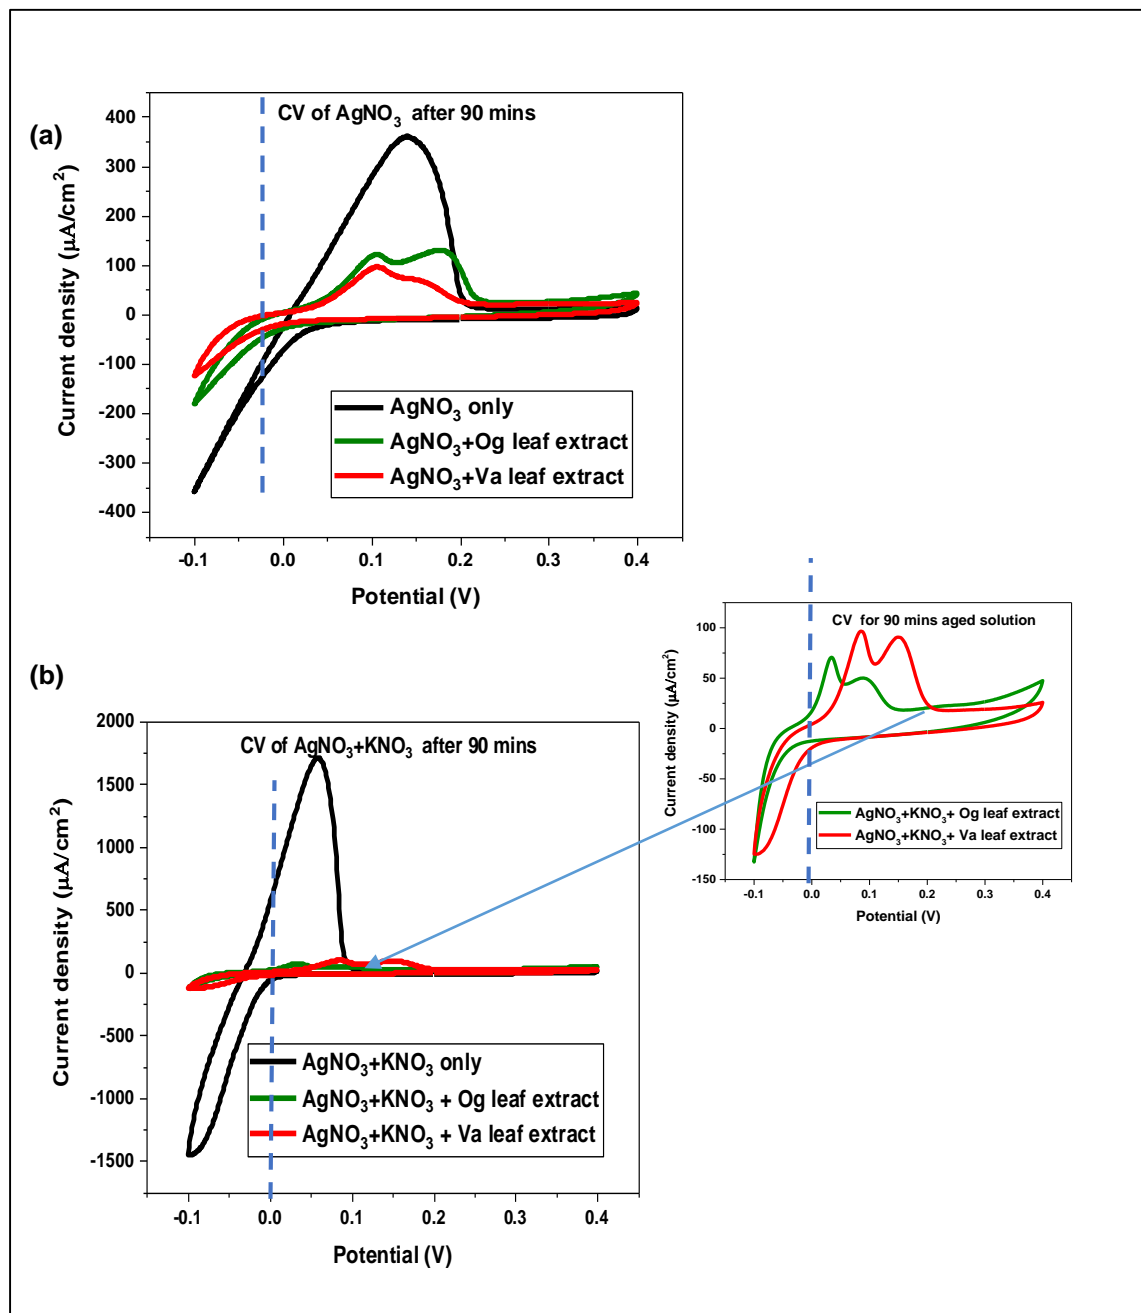 (a)
CV of AgNO3 after 90 mins
Current density (µA/cm2)
400
300
200
100
0
-100
-200
-300
-400
AgNO3 only
AgNO3+Og leaf extract
AgNO3+Va leaf extract
-0.1 0.0 0.1 0.2 0.3 0.4
Potential (V)
CV for 90 mins aged solution
Current density (µA/cm2)
100
50
0
-50
-100
-150
AgNO3+KNO3+ Og leaf extract
AgNO3+KNO3+ Va leaf extract
-0.1 0.0 0.1 0.2 0.3 0.4
Potential (V)
(b)
CV of AgNO3+KNO3 after 90 mins
Current density (µA/cm2)
2000
1500
1000
500
0
-500
-1000
-1500
AgNO3+KNO3 only
AgNO3+KNO3 + Og leaf extract
AgNO3+KNO3 + Va leaf extract
-0.1 0.0 0.1 0.2 0.3 0.4
Potential (V)